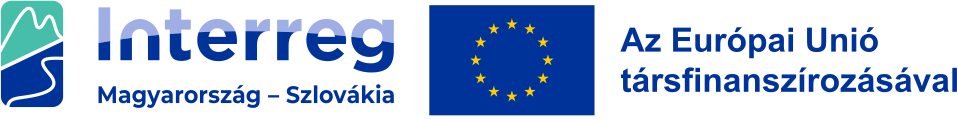 Interreg
Magyarország – Szlovákia
Az Európai Unió
társfinanszírozásával